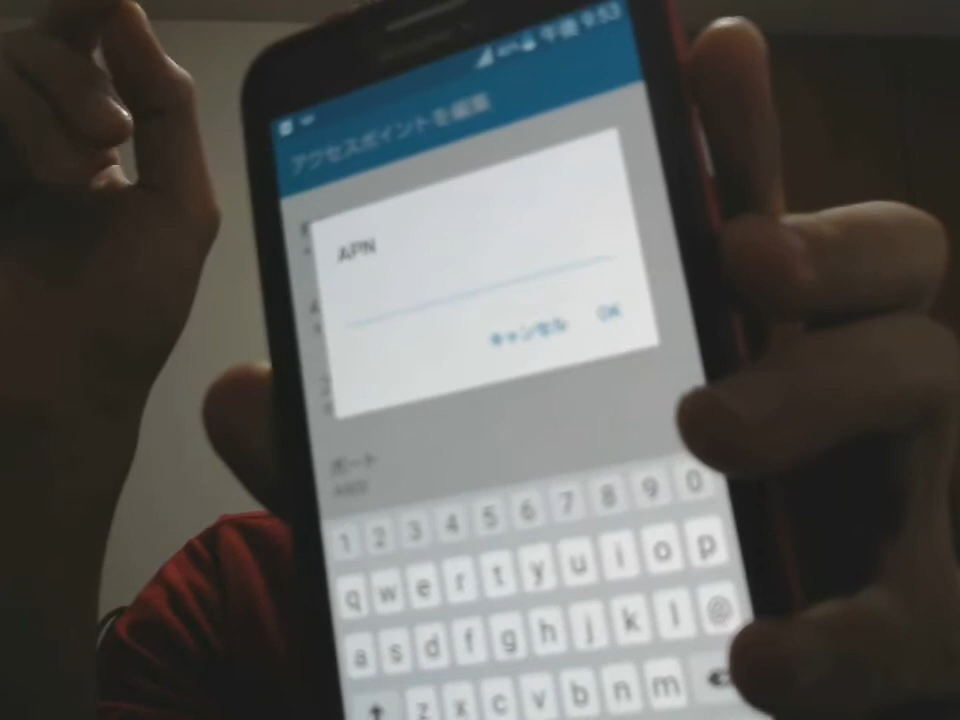 午後 9:53
アクセスポイントを編集
APN
キャンセル OK
ポート
1 2 3 4 5 6 7 8 9 0
q w e r t y u i o p
a s d f g h j k l @
z x c v b n m